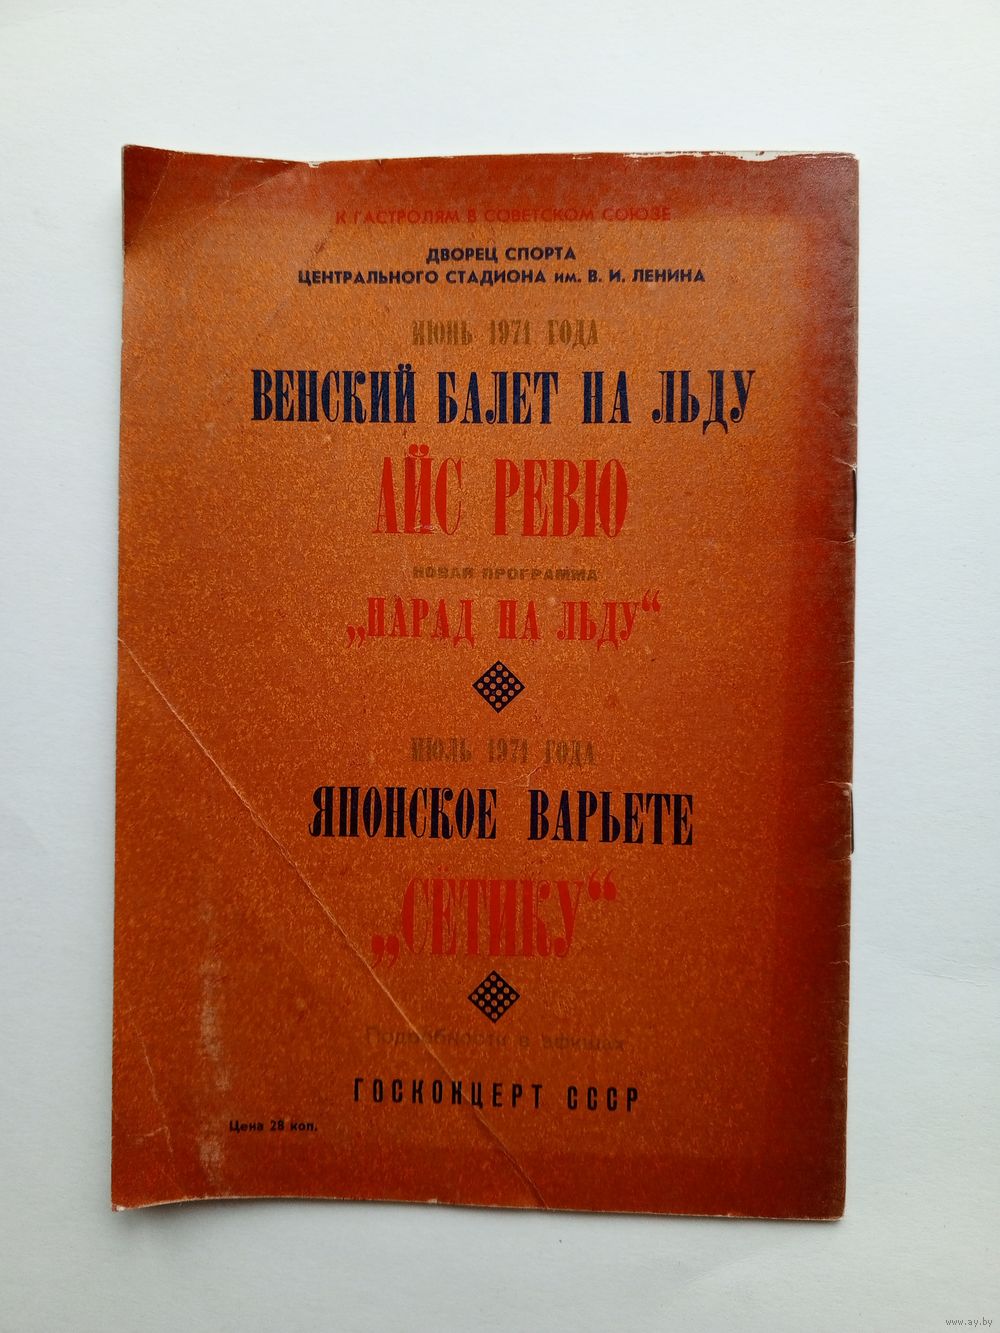 К ГАСТРОЛЯМ В СОВЕТСКОМ СОЮЗЕ
ДВОРЕЦ СПОРТА
ЦЕНТРАЛЬНОГО СТАДИОНА им. В. И. ЛЕНИНА
ИЮНЬ 1971 ГОДА
ВЕНСКИЙ БАЛЕТ НА ЛЬДУ
АЙС РЕВЮ
НОВАЯ ПРОГРАММА
„ПАРАД НА ЛЬДУ“
ИЮЛЬ 1971 ГОДА
ЯПОНСКОЕ ВАРЬЕТЕ
„СЁТИКУ“
Подробности в афишах
ГОСКОНЦЕРТ СССР
Цена 28 коп.
www.ay.by